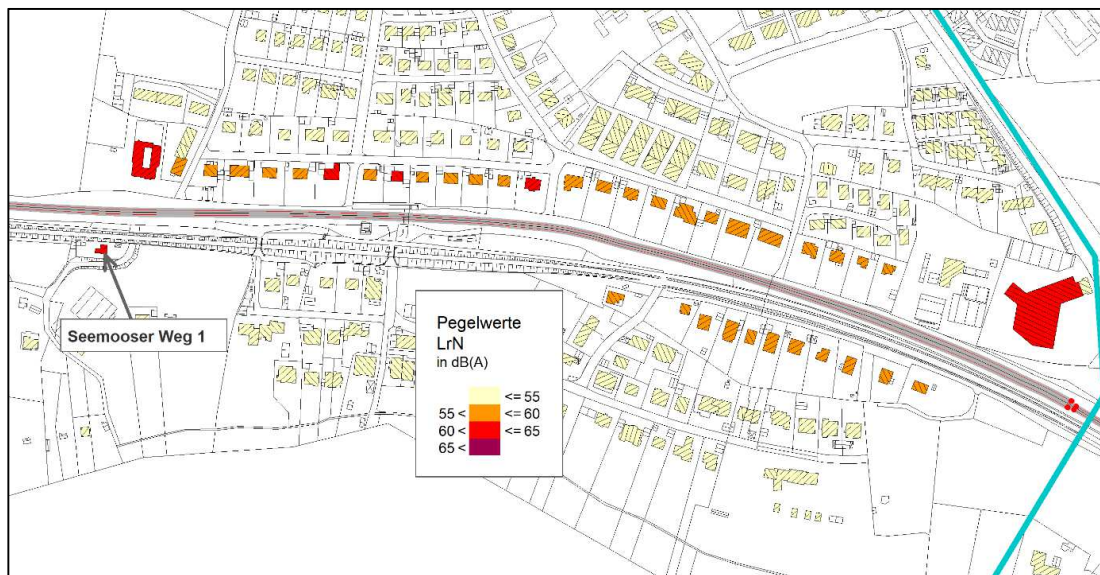 Seemooser Weg 1
Pegelwerte
LrN
in dB(A)
<= 55
55 < <= 60
60 < <= 65
65 <